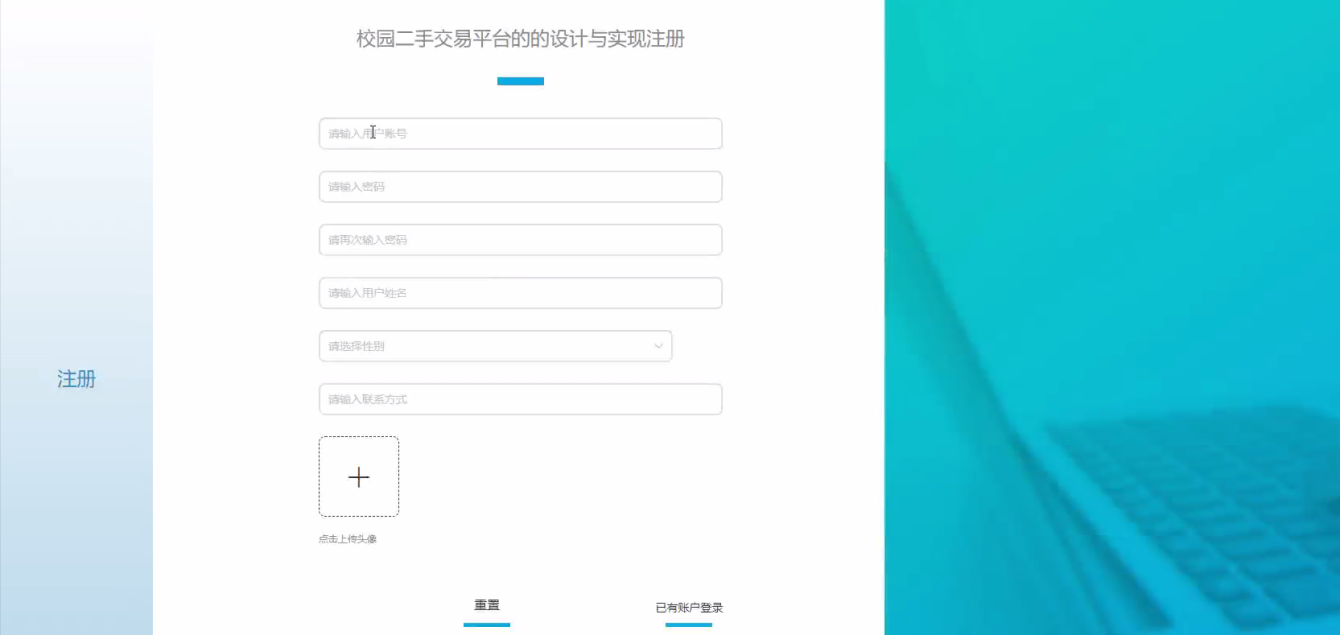 校园二手交易平台的的设计与实现注册
请输入用户账号
请输入密码
请再次输入密码
请输入用户姓名
请选择性别
注册
请输入联系方式
点击上传头像
重置
已有账户登录